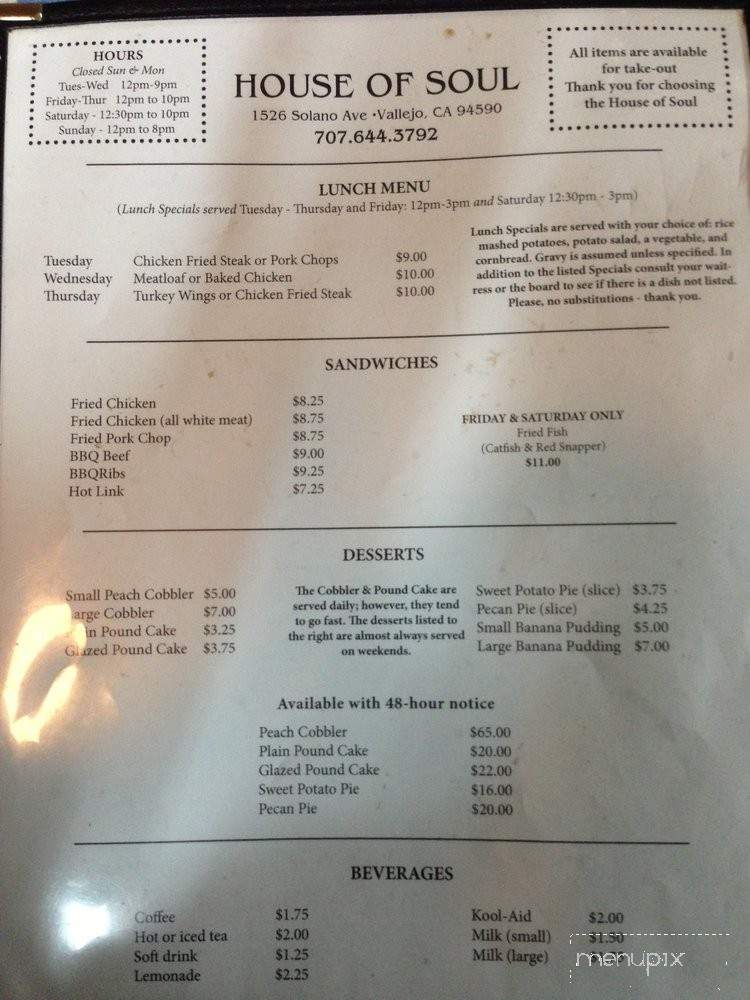 HOURS
Closed Sun & Mon
Tues-Wed 12pm-9pm
Friday-Thur 12pm to 10pm
Saturday - 12:30pm to 10pm
Sunday - 12pm to 8pm
HOUSE OF SOUL
1526 Solano Ave •Vallejo, CA 94590
707.644.3792
All items are available
for take-out
Thank you for choosing
the House of Soul
LUNCH MENU
(Lunch Specials served Tuesday - Thursday and Friday: 12pm-3pm and Saturday 12:30pm - 3pm)
Tuesday Chicken Fried Steak or Pork Chops $9.00
Wednesday Meatloaf or Baked Chicken $10.00
Thursday Turkey Wings or Chicken Fried Steak $10.00
Lunch Specials are served with your choice of: rice
mashed potatoes, potato salad, a vegetable, and
cornbread. Gravy is assumed unless specified. In
addition to the listed Specials consult your wait-
ress or the board to see if there is a dish not listed.
Please, no substitutions - thank you.
SANDWICHES
Fried Chicken $8.25
Fried Chicken (all white meat) $8.75
Fried Pork Chop $8.75
BBQ Beef $9.00
BBQRibs $9.25
Hot Link $7.25
FRIDAY & SATURDAY ONLY
Fried Fish
(Catfish & Red Snapper)
$11.00
DESSERTS
Small Peach Cobbler $5.00
arge Cobbler $7.00
in Pound Cake $3.25
Glazed Pound Cake $3.75
The Cobbler & Pound Cake are
served daily; however, they tend
to go fast. The desserts listed to
the right are almost always served
on weekends.
Sweet Potato Pie (slice) $3.75
Pecan Pie (slice) $4.25
Small Banana Pudding $5.00
Large Banana Pudding $7.00
Available with 48-hour notice
Peach Cobbler $65.00
Plain Pound Cake $20.00
Glazed Pound Cake $22.00
Sweet Potato Pie $16.00
Pecan Pie $20.00
BEVERAGES
Coffee $1.75
Hot or iced tea $2.00
Soft drink $1.25
Lemonade $2.25
Kool-Aid $2.00
Milk (small) $1.50
Milk (large)
menupix